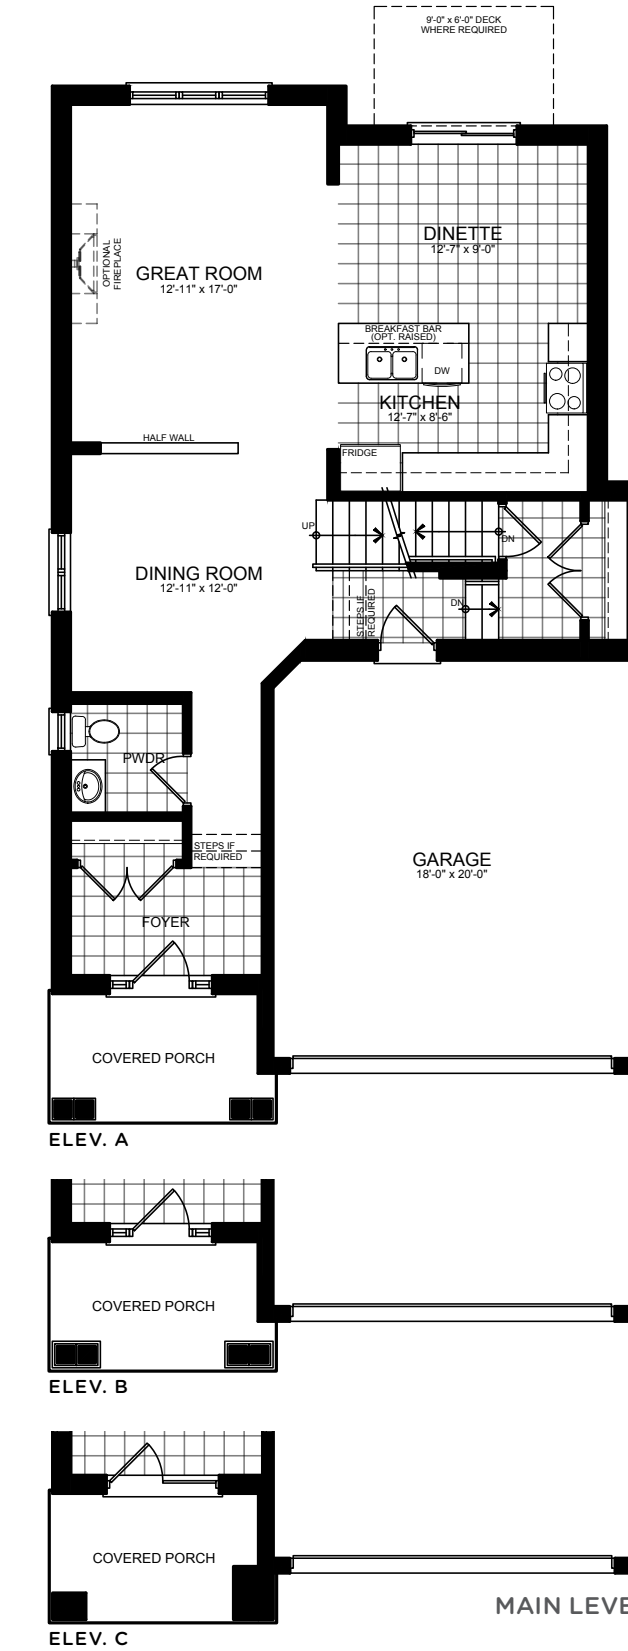 9'-0" x 6'-0" DECK
WHERE REQUIRED
DINETTE
12'-7" x 9'-0"
OPTIONAL
FIREPLACE
GREAT ROOM
12'-11" x 17'-0"
BREAKFAST BAR
(OPT. RAISED)
DW
KITCHEN
12'-7" x 8'-6"
HALF WALL
FRIDGE
UP
DN
DINING ROOM
12'-11" x 12'-0"
STEPS IF
REQUIRED
DN
PWDR
STEPS IF
REQUIRED
GARAGE
18'-0" x 20'-0"
FOYER
COVERED PORCH
ELEV. A
COVERED PORCH
ELEV. B
COVERED PORCH
MAIN LEVE
ELEV. C